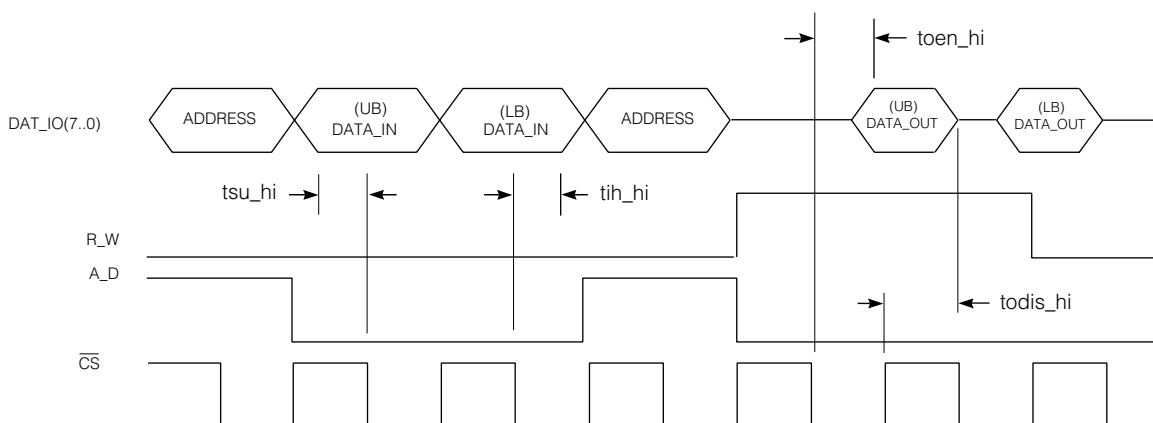 toen_hi
DAT_IO(7..0)
ADDRESS
(UB)
DATA_IN
(LB)
DATA_IN
ADDRESS
(UB)
DATA_OUT
(LB)
DATA_OUT
tsu_hi
tih_hi
R_W
A_D
todis_hi
CS